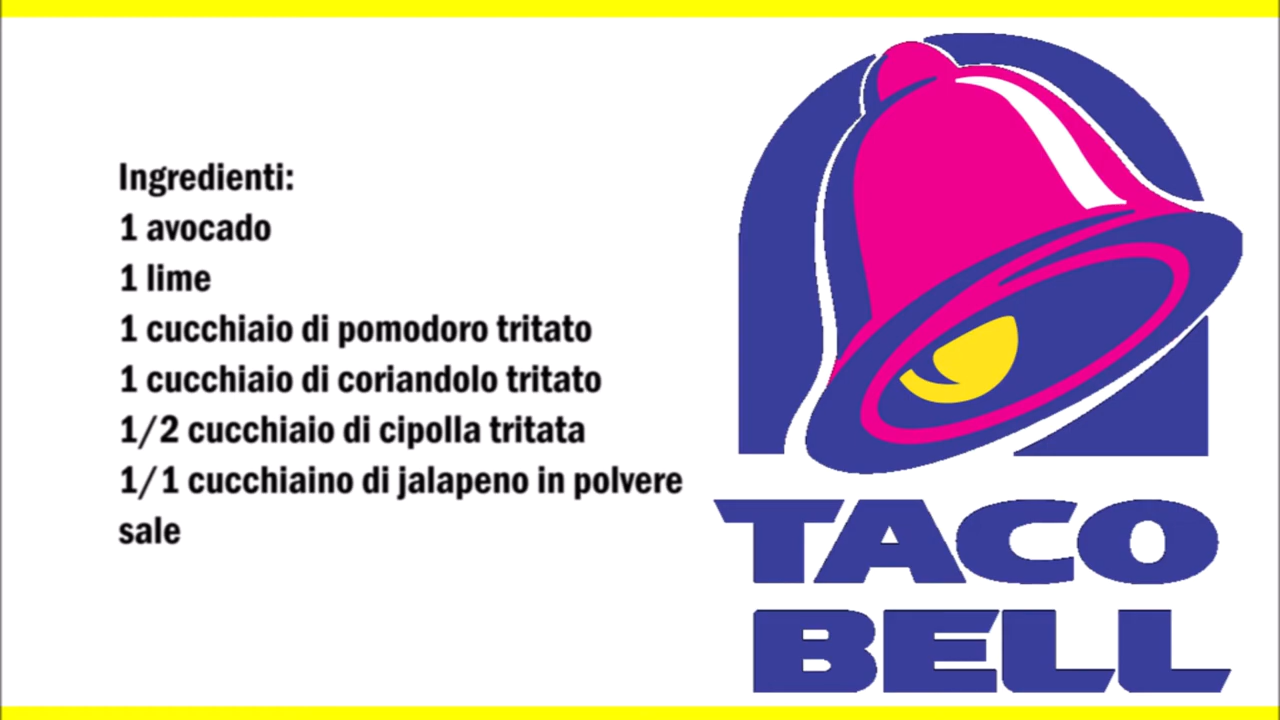 Ingredienti:
1 avocado
1 lime
1 cucchiaio di pomodoro tritato
1 cucchiaio di coriandolo tritato
1/2 cucchiaio di cipolla tritata
1/1 cucchiaino di jalapeno in polvere
sale
TACO
BELL